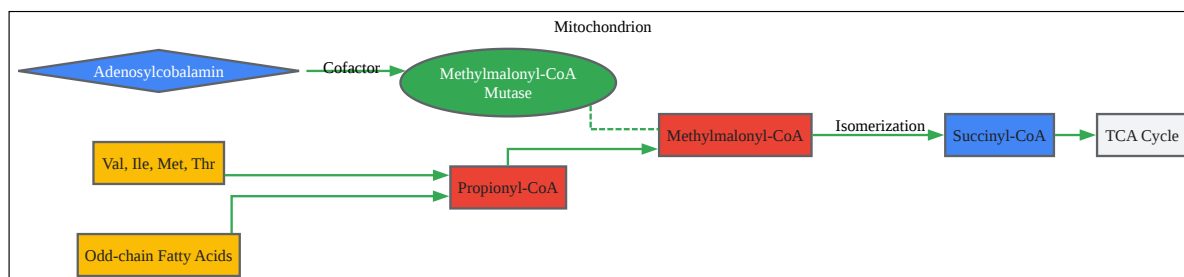 Mitochondrion
Adenosylcobalamin
Cofactor
Methylmalonyl-CoA
Mutase
Methylmalonyl-CoA
Isomerization
Succinyl-CoA
TCA Cycle
Val, Ile, Met, Thr
Propionyl-CoA
Odd-chain Fatty Acids